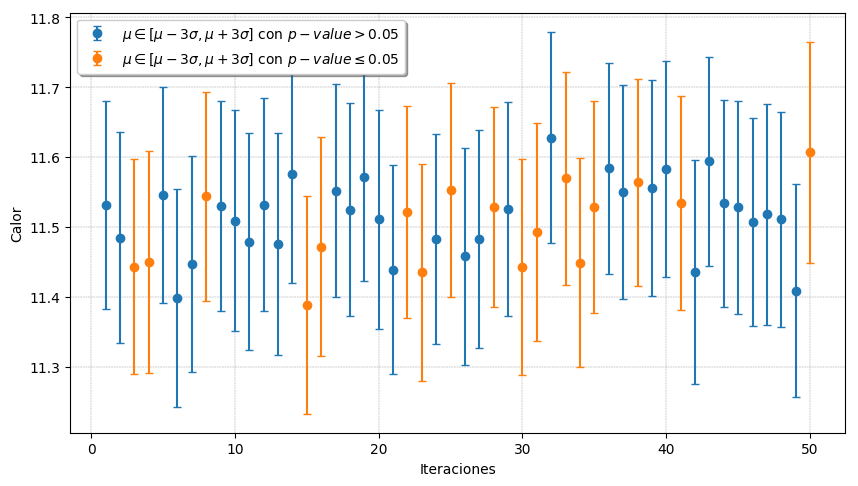 μ ∈ [μ − 3σ, μ + 3σ] con p − value > 0.05
μ ∈ [μ − 3σ, μ + 3σ] con p − value ≤ 0.05
11.8
11.7
11.6
11.5
11.4
11.3
Calor
0 10 20 30 40 50
Iteraciones